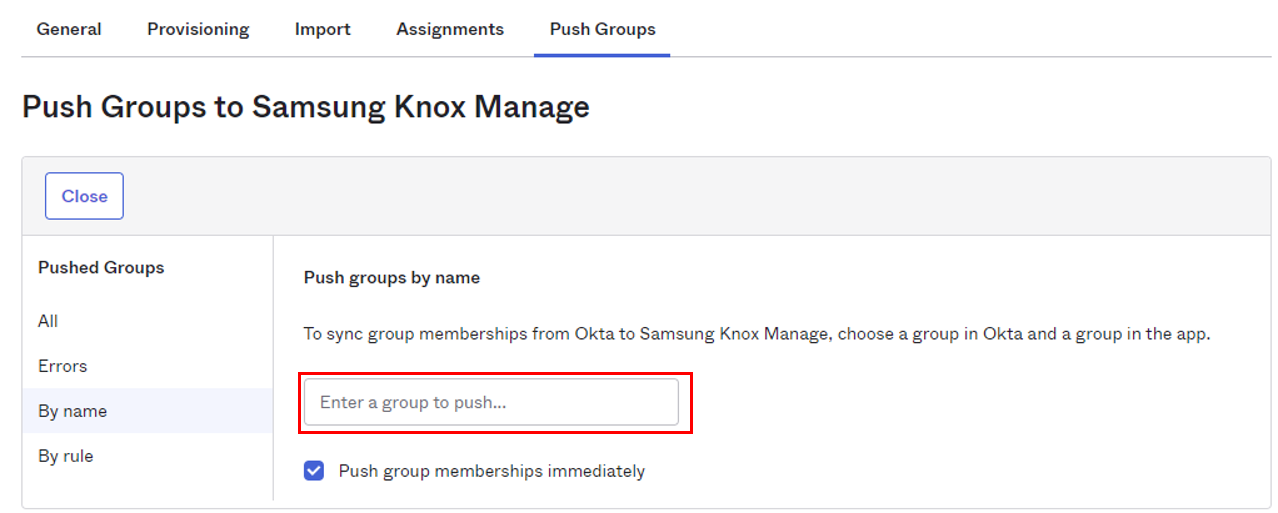 General
Provisioning
Import
Assignments
Push Groups
Push Groups to Samsung Knox Manage
Close
Pushed Groups
All
Errors
By name
By rule
Push groups by name
To sync group memberships from Okta to Samsung Knox Manage, choose a group in Okta and a group in the app.
Enter a group to push...
Push group memberships immediately